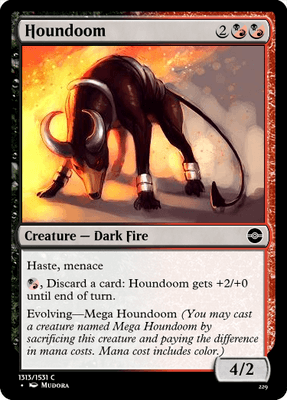 Houndoom 2
Creature — Dark Fire
Haste, menace
, Discard a card: Houndoom gets +2/+0
until end of turn.
Evolving—Mega Houndoom (You may cast
a creature named Mega Houndoom by
sacrificing this creature and paying the difference
in mana costs. Mana cost includes color.)
4/2
1313/1531 C
MUDORA
229